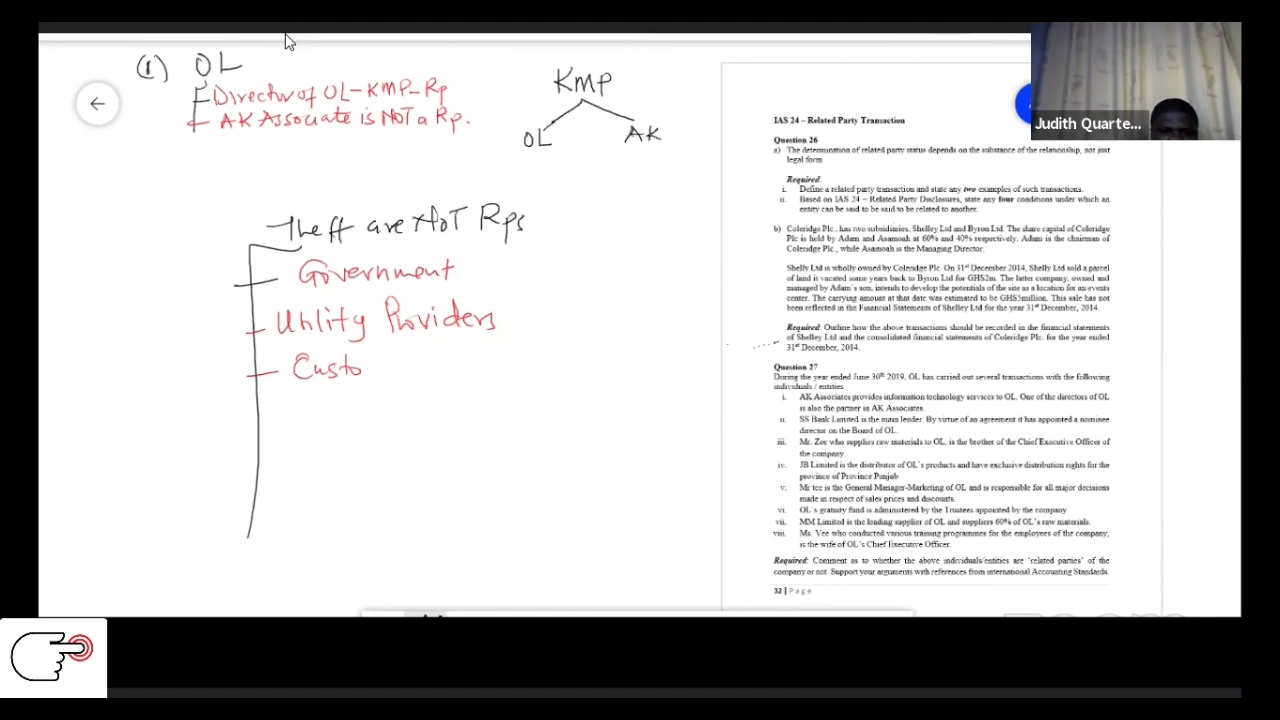 (1) OL
Director of OL-KMP-Rp
AK Associate is NOT a Rp.
KMP
OL
AK
The ff are NOT Rps
Government
Utility Providers
Custo
Judith Quarte...
IAS 24 – Related Party Transaction
Question 26
a) The determination of related party status depends on the substance of the relationship, not just
legal form.
Required:
i. Define a related party transaction and state any two examples of such transactions.
ii. Based on IAS 24 – Related Party Disclosures, state any four conditions under which an
entity can be said to be said to be related to another.
b) Coleridge Plc., has two subsidiaries, Shelley Ltd and Byron Ltd. The share capital of Coleridge
Plc is held by Adam and Asamoah at 60% and 40% respectively. Adam is the chairman of
Coleridge Plc., while Asamoah is the Managing Director.
Shelly Ltd is wholly owned by Coleridge Plc. On 31st December 2014, Shelly Ltd sold a parcel
of land it vacated some years back to Byron Ltd for GHS2m. The latter company, owned and
managed by Adam's son, intends to develop the potentials of the site as a location for an events
center. The carrying amount at that date was estimated to be GHS5million. This sale has not
been reflected in the Financial Statements of Shelley Ltd for the year 31st December, 2014.
Required: Outline how the above transactions should be recorded in the financial statements
of Shelley Ltd and the consolidated financial statements of Coleridge Plc. for the year ended
31st December, 2014.
Question 27
During the year ended June 30th 2019, OL has carried out several transactions with the following
individuals / entities
i. AK Associates provides information technology services to OL. One of the directors of OL
is also the partner in AK Associates.
ii. SS Bank Limited is the main lender. By virtue of an agreement it has appointed a nominee
director on the Board of OL.
iii. Mr. Zee who supplies raw materials to OL, is the brother of the Chief Executive Officer of
the company.
iv. JB Limited is the distributor of OL's products and have exclusive distribution rights for the
province of Province Punjab
v. Mr tee is the General Manager-Marketing of OL and is responsible for all major decisions
made in respect of sales prices and discounts.
vi. OL's gratuity fund is administered by the Trustees appointed by the company
vii. MM Limited is the leading supplier of OL and suppliers 60% of OL's raw materials.
viii. Ms. Vee who conducted various training programmes for the employees of the company,
is the wife of OL's Chief Executive Officer.
Required: Comment as to whether the above individuals/entities are 'related parties' of the
company or not. Support your arguments with references from international Accounting Standards.
32 | Page